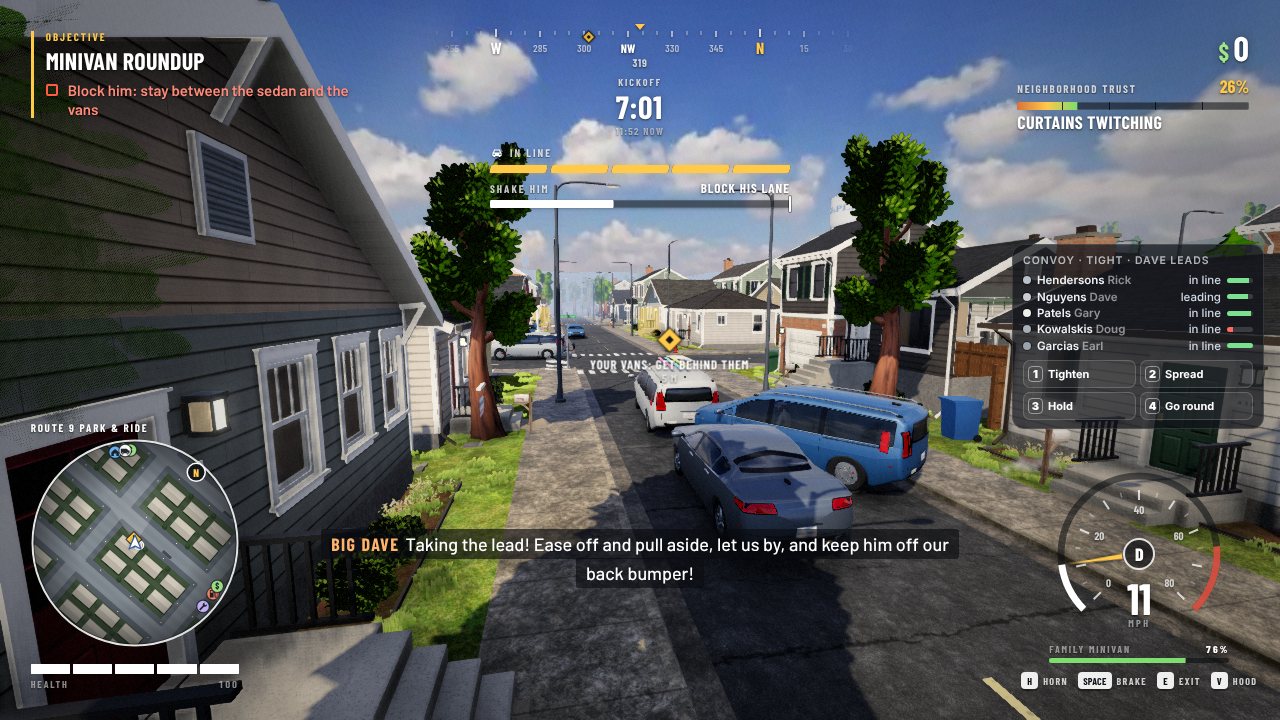 OBJECTIVE
MINIVAN ROUNDUP
Block him: stay between the sedan and the
vans
255 W 285 300 NW 330 345 N 15 30
319
KICKOFF
7:01
11:52 NOW
IN LINE
SHAKE HIM BLOCK HIS LANE
$0
NEIGHBORHOOD TRUST 26%
CURTAINS TWITCHING
CONVOY · TIGHT · DAVE LEADS
Hendersons Rick in line
Nguyens Dave leading
Patels Gary in line
Kowalskis Doug in line
Garcias Earl in line
1 Tighten 2 Spread
3 Hold 4 Go round
YOUR VANS: GET BEHIND THEM
ROUTE 9 PARK & RIDE
N
$
HEALTH 100
BIG DAVE Taking the lead! Ease off and pull aside, let us by, and keep him off our
back bumper!
0 20 40 60 80
D
11
MPH
FAMILY MINIVAN 76%
H HORN SPACE BRAKE E EXIT V HOOD